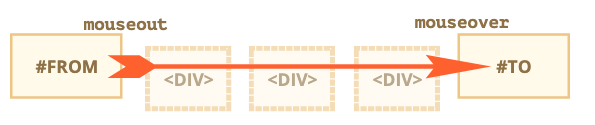 mouseout
mouseover
#FROM
<DIV>
<DIV>
<DIV>
#TO